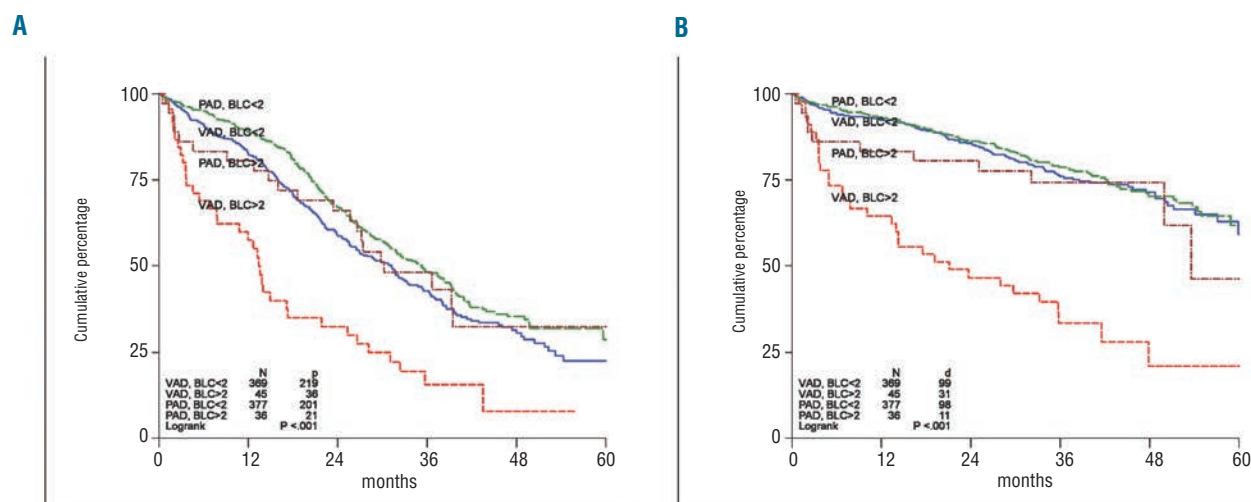 A
Cumulative percentage
100
75
50
25
0
PAD, BLC<2
VAD, BLC<2
PAD, BLC>2
VAD, BLC>2
N p
VAD, BLC<2 369 219
VAD, BLC>2 45 36
PAD, BLC<2 377 201
PAD, BLC>2 36 21
Logrank P <.001
0 12 24 36 48 60
months
B
Cumulative percentage
100
75
50
25
0
PAD, BLC<2
VAD, BLC<2
PAD, BLC>2
VAD, BLC>2
N d
VAD, BLC<2 369 99
VAD, BLC>2 45 31
PAD, BLC<2 377 98
PAD, BLC>2 36 11
Logrank P <.001
0 12 24 36 48 60
months